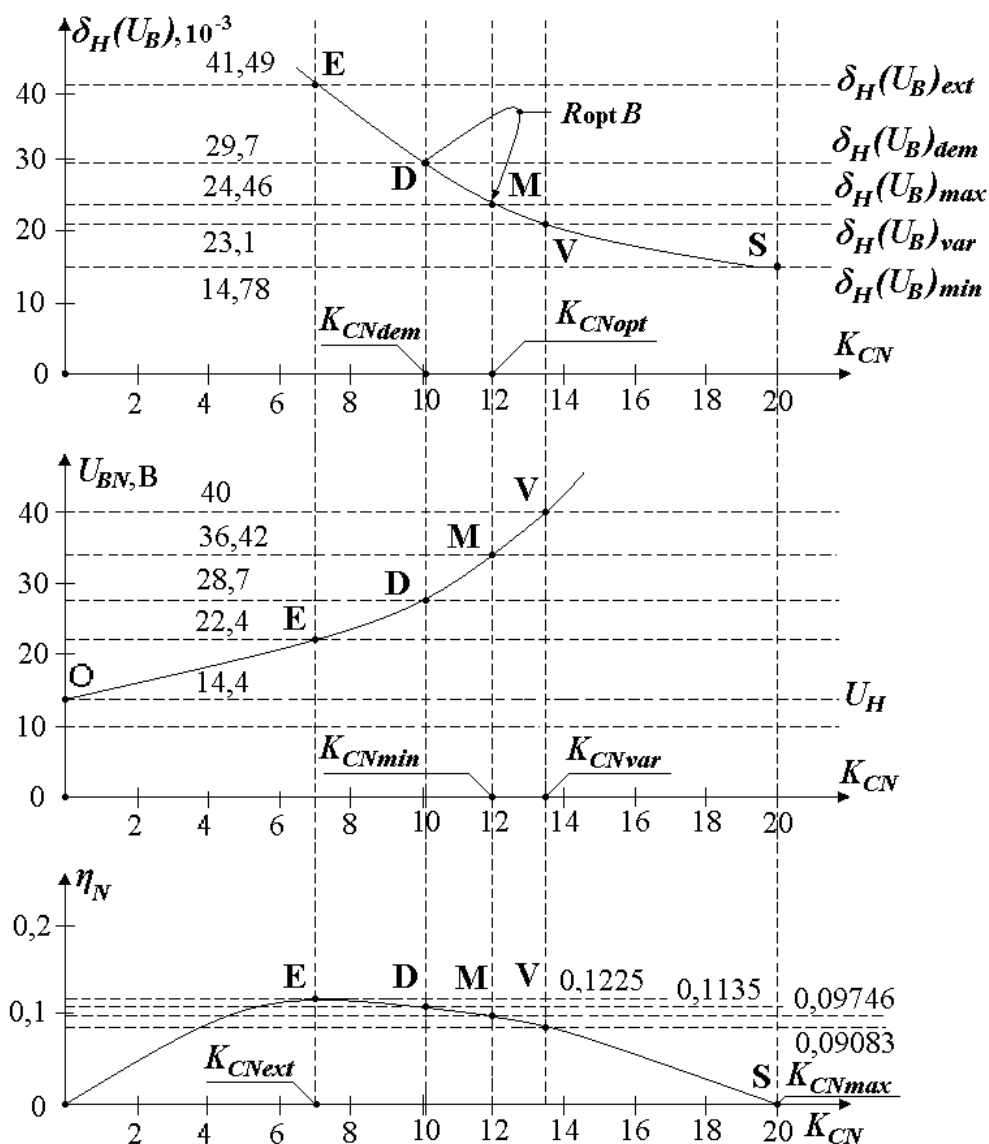 δH(UB),10⁻³
41,49
E
δH(UB)ext
40
RoptB
29,7
δH(UB)dem
30
D
24,46
M
δH(UB)max
20
23,1
V
S
δH(UB)var
14,78
δH(UB)min
10
KCNdem
KCNopt
KCN
0
2 4 6 8 10 12 14 16 18 20
UBN,B
40
V
40
36,42
M
30
28,7
D
22,4
E
20
O
14,4
UH
10
KCNmin
KCNvar
KCN
0
2 4 6 8 10 12 14 16 18 20
ηN
0,2
E D M V
0,1225 0,1135 0,09746
0,1
0,09083
KCNext
S KCNmax
0
2 4 6 8 10 12 14 16 18 20
KCN